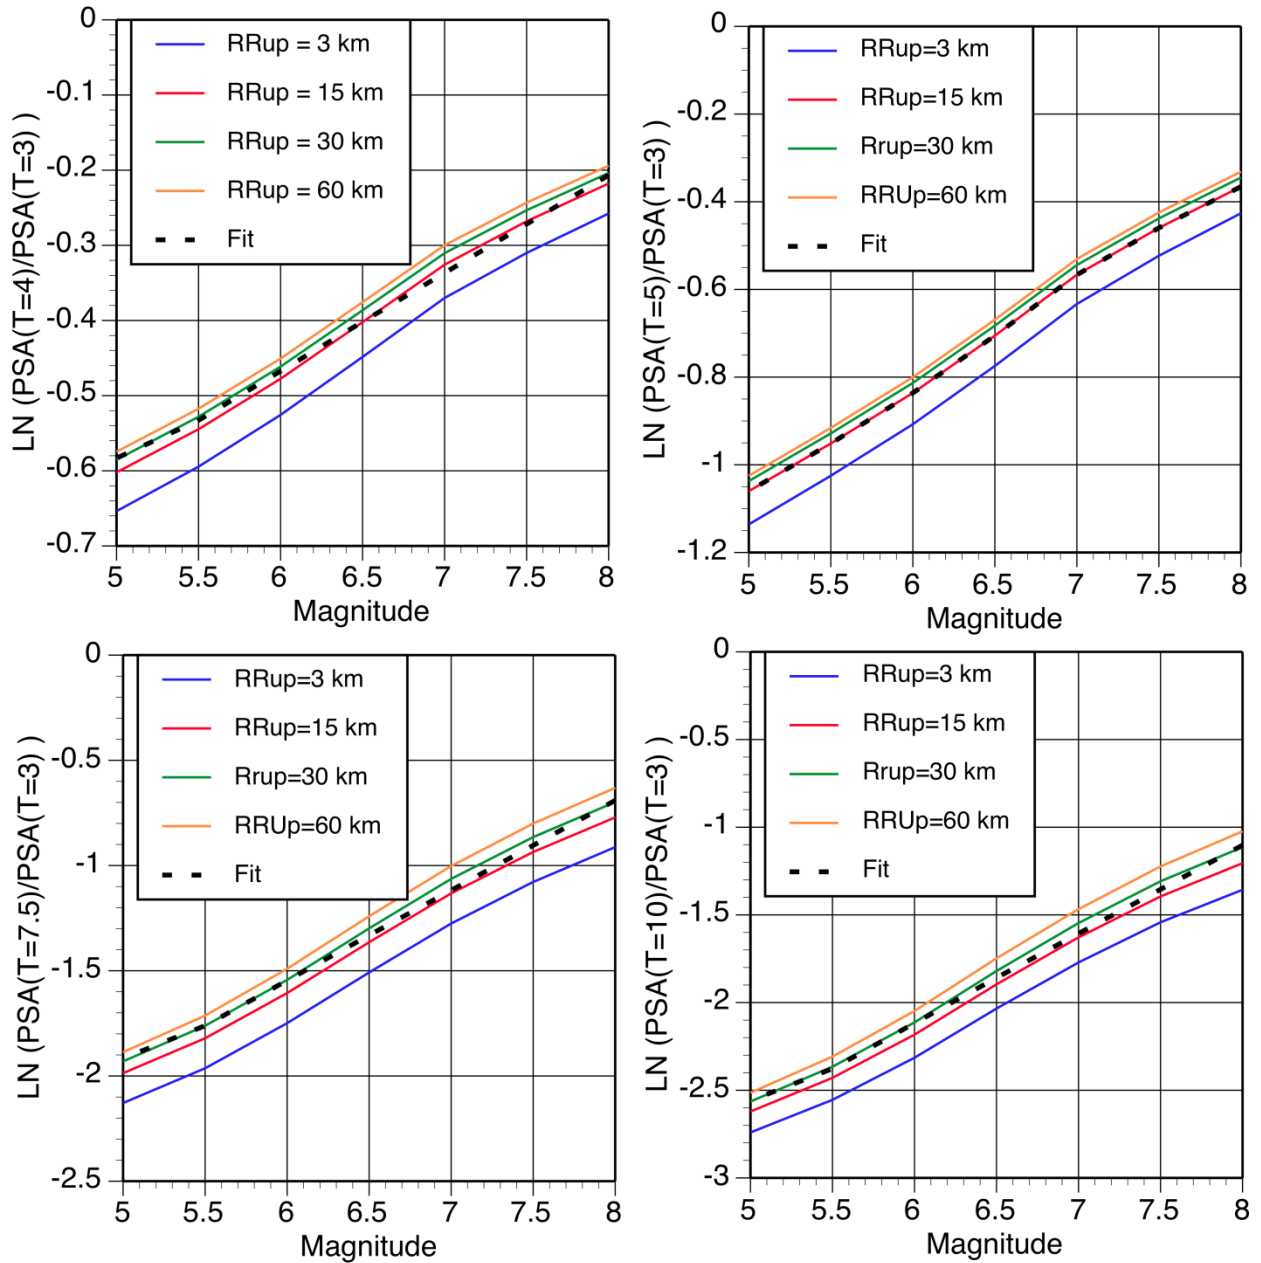 0
-0.1
-0.2
-0.3
-0.4
-0.5
-0.6
-0.7
LN (PSA(T=4)/PSA(T=3) )
RRup = 3 km
RRup = 15 km
RRup = 30 km
RRup = 60 km
Fit
5 5.5 6 6.5 7 7.5 8
Magnitude
0
-0.2
-0.4
-0.6
-0.8
-1
-1.2
LN (PSA(T=5)/PSA(T=3) )
RRup=3 km
RRup=15 km
Rrup=30 km
RRUp=60 km
Fit
5 5.5 6 6.5 7 7.5 8
Magnitude
0
-0.5
-1
-1.5
-2
-2.5
LN (PSA(T=7.5)/PSA(T=3) )
RRup=3 km
RRup=15 km
Rrup=30 km
RRUp=60 km
Fit
5 5.5 6 6.5 7 7.5 8
Magnitude
0
-0.5
-1
-1.5
-2
-2.5
-3
LN (PSA(T=10)/PSA(T=3) )
RRup=3 km
RRup=15 km
Rrup=30 km
RRUp=60 km
Fit
5 5.5 6 6.5 7 7.5 8
Magnitude